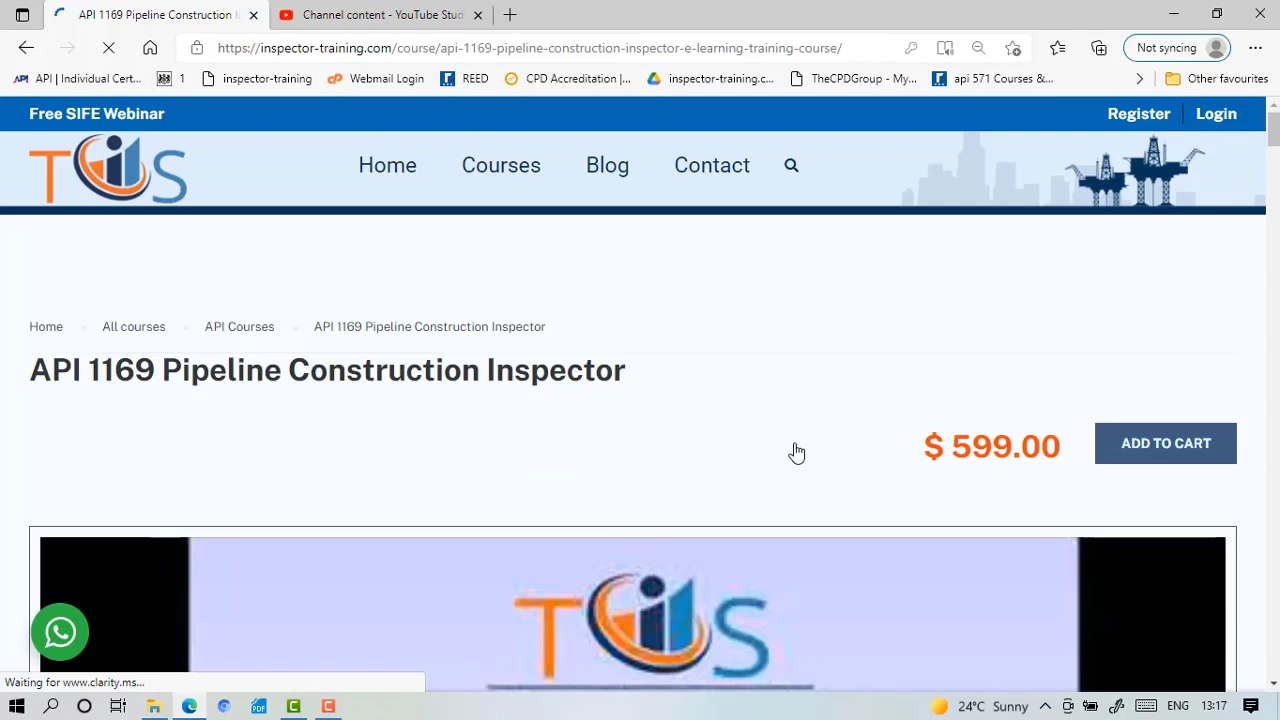 API 1169 Pipeline Construction I
Channel content - YouTube Stud
https://inspector-training.com/course/api-1169-pipeline-construction-inspector-e-learning-training-course/
Not syncing
API | Individual Cert...
1
inspector-training
Webmail Login
REED
CPD Accreditation |...
inspector-training.c...
TheCPDGroup - My...
api 571 Courses &...
Other favourites
Free SIFE Webinar
Register
Login
TiS
Home
Courses
Blog
Contact
Home
All courses
API Courses
API 1169 Pipeline Construction Inspector
API 1169 Pipeline Construction Inspector
$ 599.00
ADD TO CART
TiS
Waiting for www.clarity.ms...
24°C Sunny
ENG
13:17